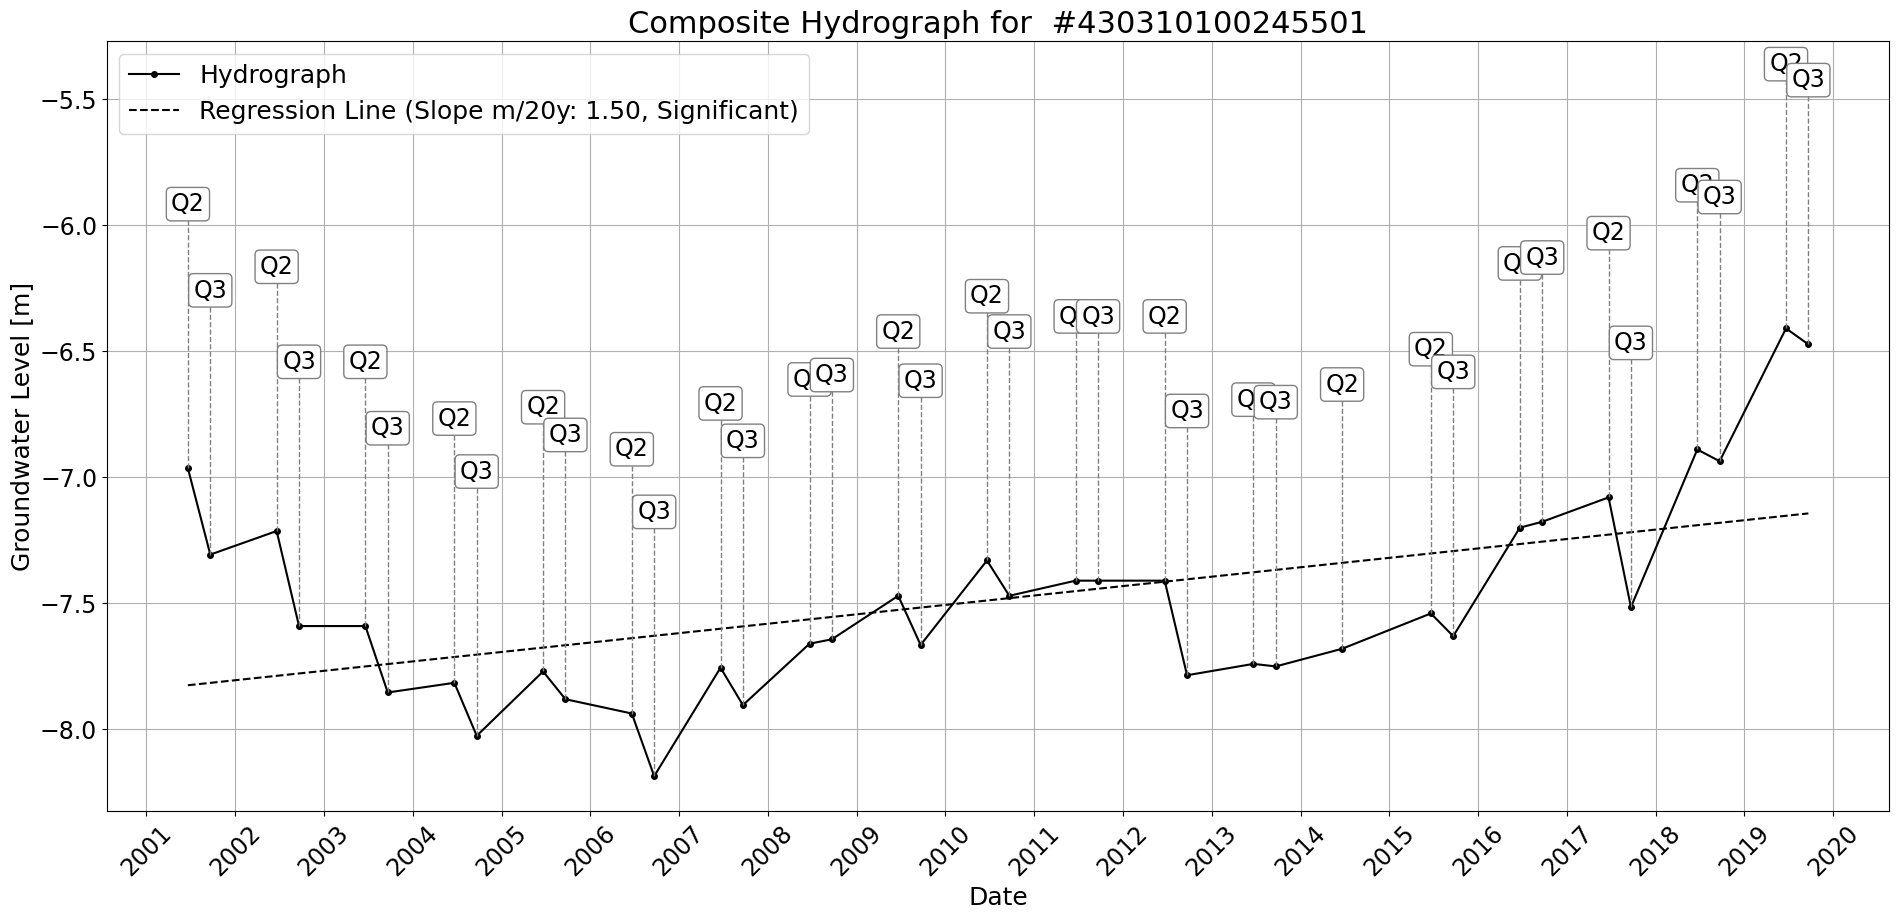 Composite Hydrograph for  #430310100245501
Hydrograph
Regression Line (Slope m/20y: 1.50, Significant)
Groundwater Level [m]
−5.5
−6.0
−6.5
−7.0
−7.5
−8.0
Q2
Q3
Q2
Q3
Q2
Q3
Q2
Q3
Q2
Q3
Q2
Q3
Q2
Q3
Q
Q3
Q2
Q3
Q2
Q3
Q
Q3
Q2
Q3
Q
Q3
Q2
Q2
Q3
Q
Q3
Q2
Q3
Q2
Q3
Q2
Q3
2001
2002
2003
2004
2005
2006
2007
2008
2009
2010
2011
2012
2013
2014
2015
2016
2017
2018
2019
2020
Date